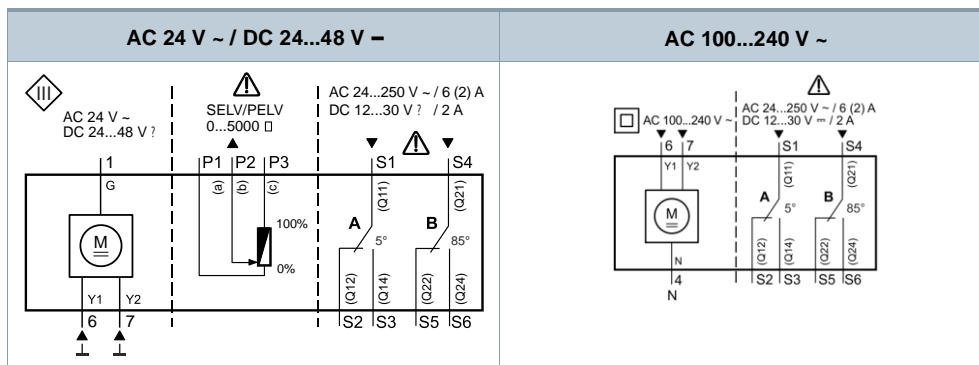 AC 24 V ~ / DC 24...48 V ⎓
AC 100...240 V ~
III
AC 24 V ~
DC 24...48 V ?
SELV/PELV
0...5000 □
AC 24...250 V ~ / 6 (2) A
DC 12...30 V ? / 2 A
1
P1
P2
P3
S1
S4
G
(a)
(b)
(c)
(Q11)
(Q21)
M
100%
0%
A
5°
B
85°
Y1
Y2
(Q12)
(Q14)
(Q22)
(Q24)
6
7
S2
S3
S5
S6
AC 100...240 V ~
AC 24...250 V ~ / 6 (2) A
DC 12...30 V ⎓ / 2 A
6
7
S1
S4
Y1
Y2
(Q11)
(Q21)
M
A
5°
B
85°
N
(Q12)
(Q14)
(Q22)
(Q24)
4
N
S2
S3
S5
S6